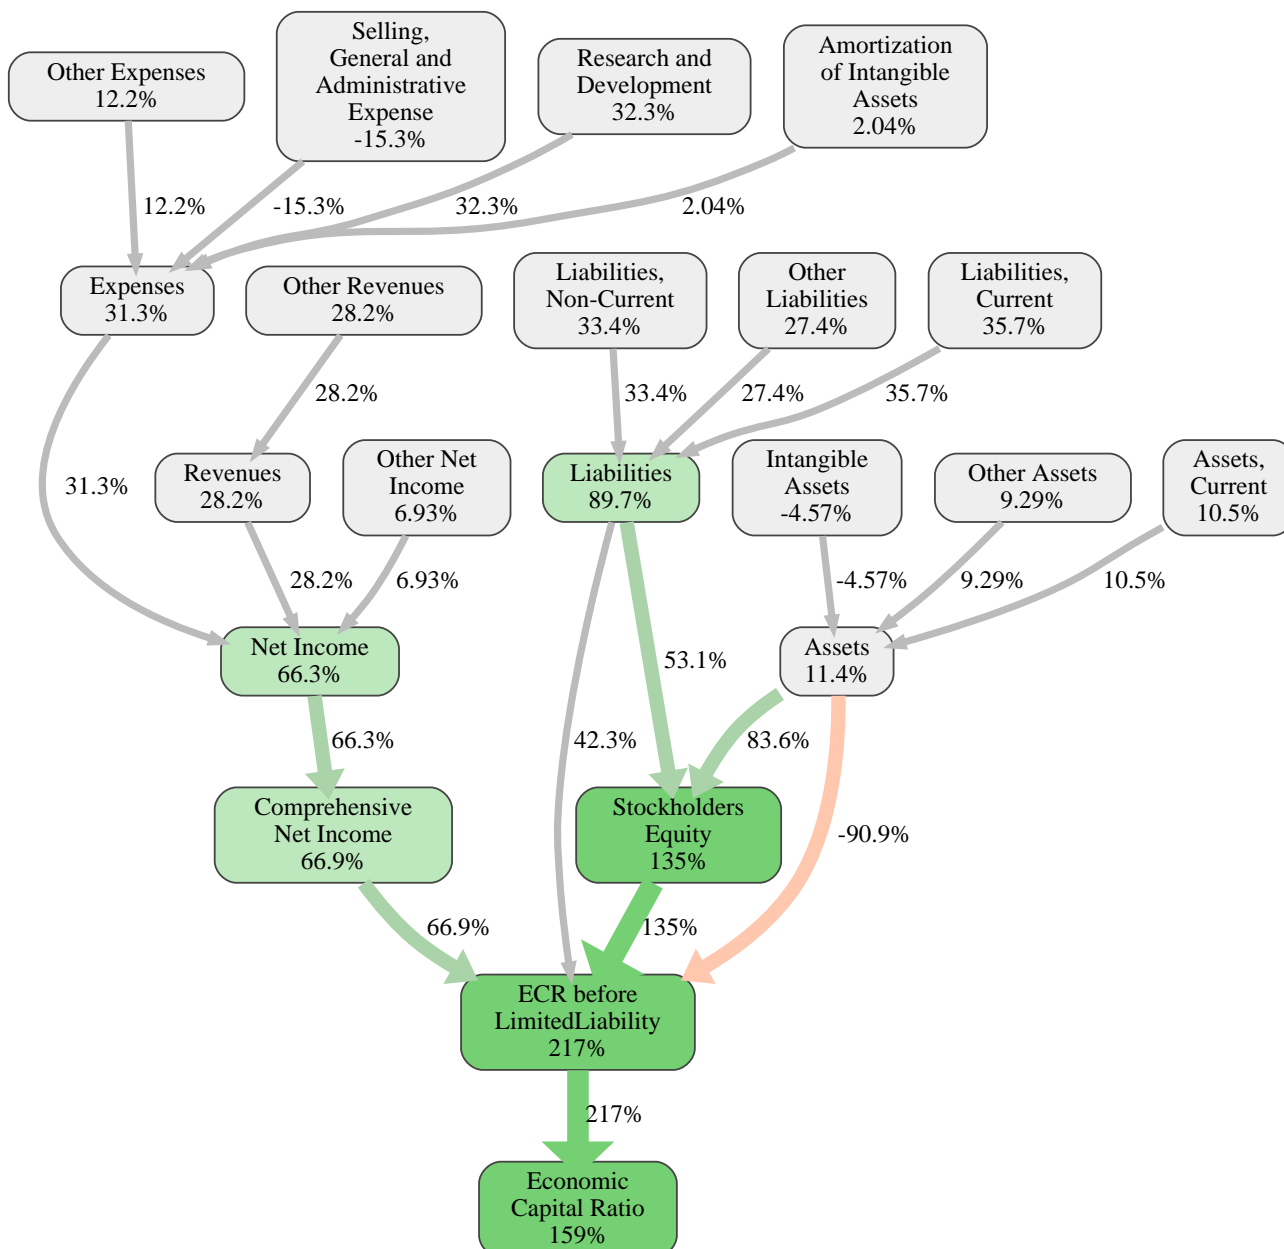 Other Expenses
12.2%
Selling,
General and
Administrative
Expense
-15.3%
Research and
Development
32.3%
Amortization
of Intangible
Assets
2.04%
12.2%
-15.3%
32.3%
2.04%
Expenses
31.3%
Other Revenues
28.2%
Liabilities,
Non-Current
33.4%
Other
Liabilities
27.4%
Liabilities,
Current
35.7%
28.2%
33.4%
27.4%
35.7%
31.3%
Revenues
28.2%
Other Net
Income
6.93%
Liabilities
89.7%
Intangible
Assets
-4.57%
Other Assets
9.29%
Assets,
Current
10.5%
28.2%
6.93%
-4.57%
9.29%
10.5%
Net Income
66.3%
53.1%
Assets
11.4%
66.3%
42.3%
83.6%
Comprehensive
Net Income
66.9%
Stockholders
Equity
135%
-90.9%
66.9%
135%
ECR before
LimitedLiability
217%
217%
Economic
Capital Ratio
159%